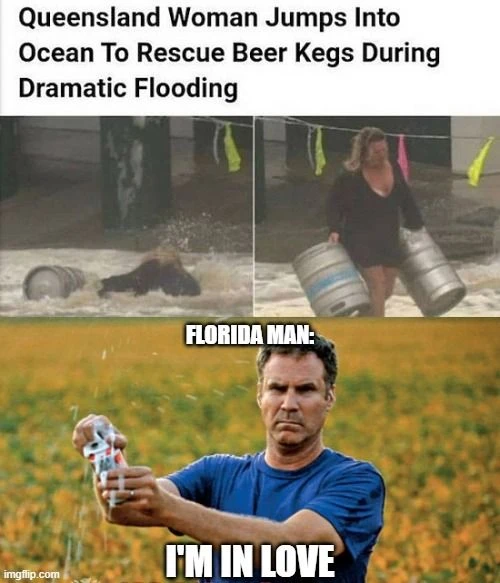 Queensland Woman Jumps Into
Ocean To Rescue Beer Kegs During
Dramatic Flooding
FLORIDA MAN:
I'M IN LOVE
imgflip.com